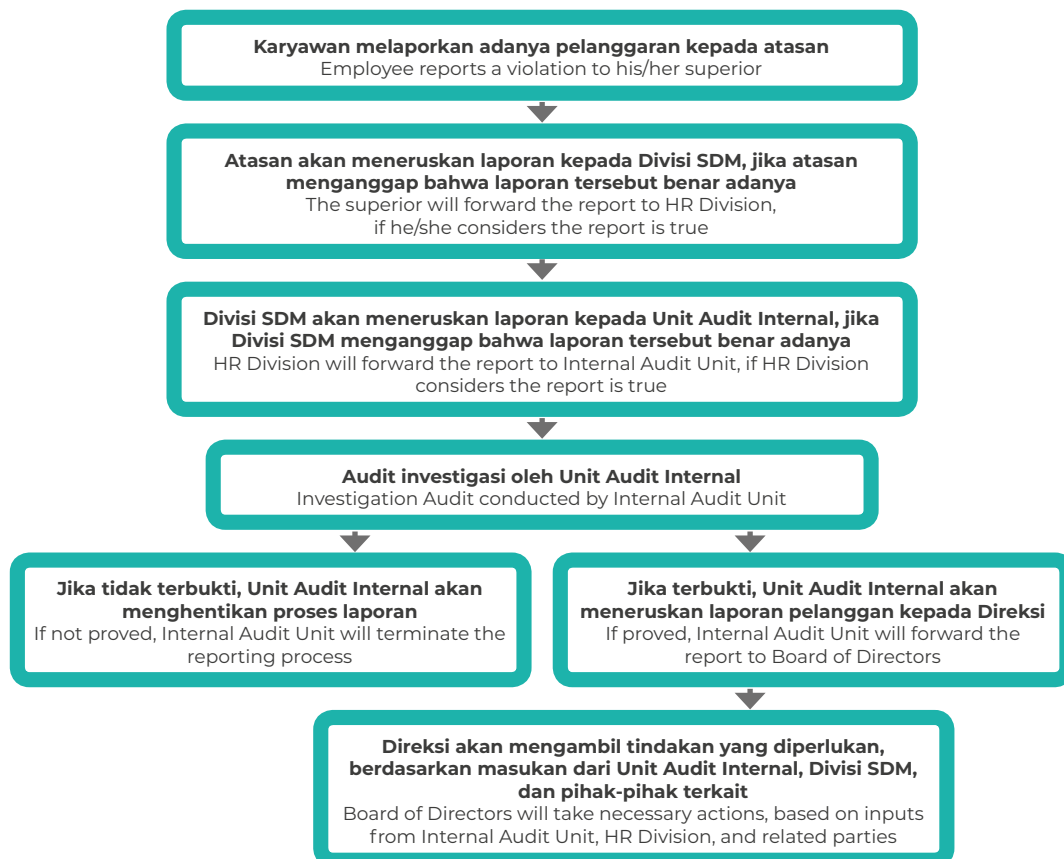 Karyawan melaporkan adanya pelanggaran kepada atasan
Employee reports a violation to his/her superior
Atasan akan meneruskan laporan kepada Divisi SDM, jika atasan
menganggap bahwa laporan tersebut benar adanya
The superior will forward the report to HR Division,
if he/she considers the report is true
Divisi SDM akan meneruskan laporan kepada Unit Audit Internal, jika
Divisi SDM menganggap bahwa laporan tersebut benar adanya
HR Division will forward the report to Internal Audit Unit, if HR Division
considers the report is true
Audit investigasi oleh Unit Audit Internal
Investigation Audit conducted by Internal Audit Unit
Jika tidak terbukti, Unit Audit Internal akan
menghentikan proses laporan
If not proved, Internal Audit Unit will terminate the
reporting process
Jika terbukti, Unit Audit Internal akan
meneruskan laporan pelanggan kepada Direksi
If proved, Internal Audit Unit will forward the
report to Board of Directors
Direksi akan mengambil tindakan yang diperlukan,
berdasarkan masukan dari Unit Audit Internal, Divisi SDM,
dan pihak-pihak terkait
Board of Directors will take necessary actions, based on inputs
from Internal Audit Unit, HR Division, and related parties